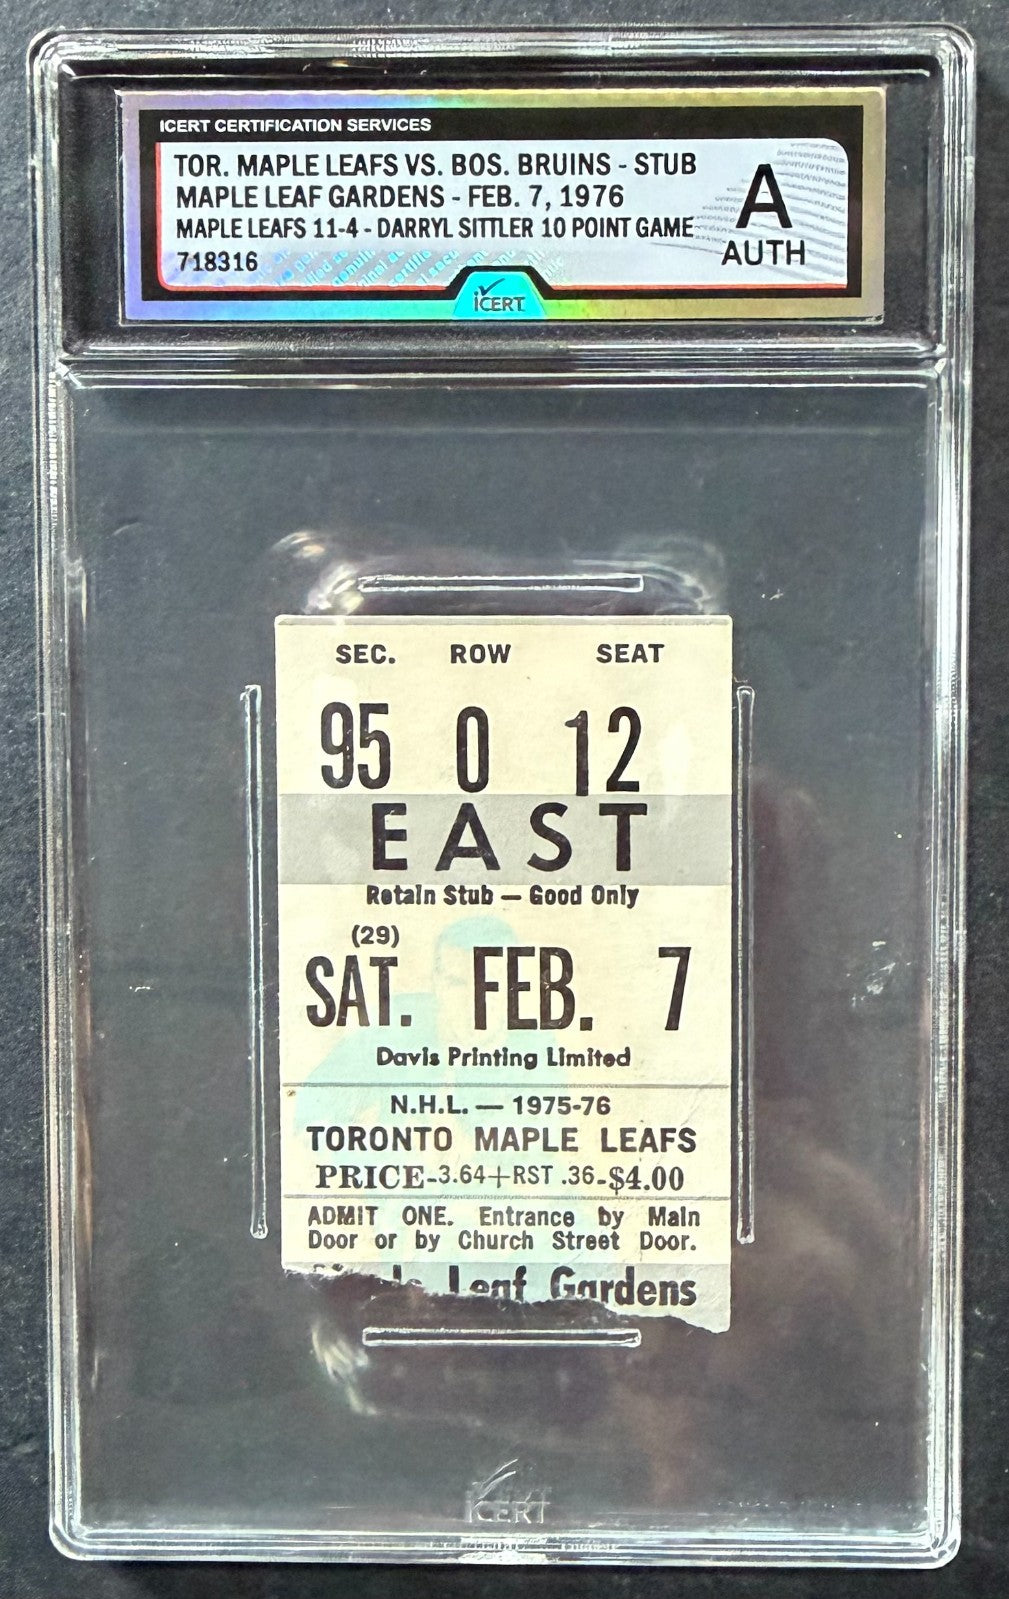 ICERT CERTIFICATION SERVICES
TOR. MAPLE LEAFS VS. BOS. BRUINS - STUB
MAPLE LEAF GARDENS - FEB. 7, 1976
MAPLE LEAFS 11-4 - DARRYL SITTLER 10 POINT GAME
718316
A
AUTH
iCERT
SEC. ROW SEAT
95 0 12
EAST
Retain Stub — Good Only
(29)
SAT. FEB. 7
Davis Printing Limited
N.H.L. — 1975-76
TORONTO MAPLE LEAFS
PRICE-3.64+RST .36-$4.00
ADMIT ONE. Entrance by Main
Door or by Church Street Door.
Leaf Gardens
iCERT